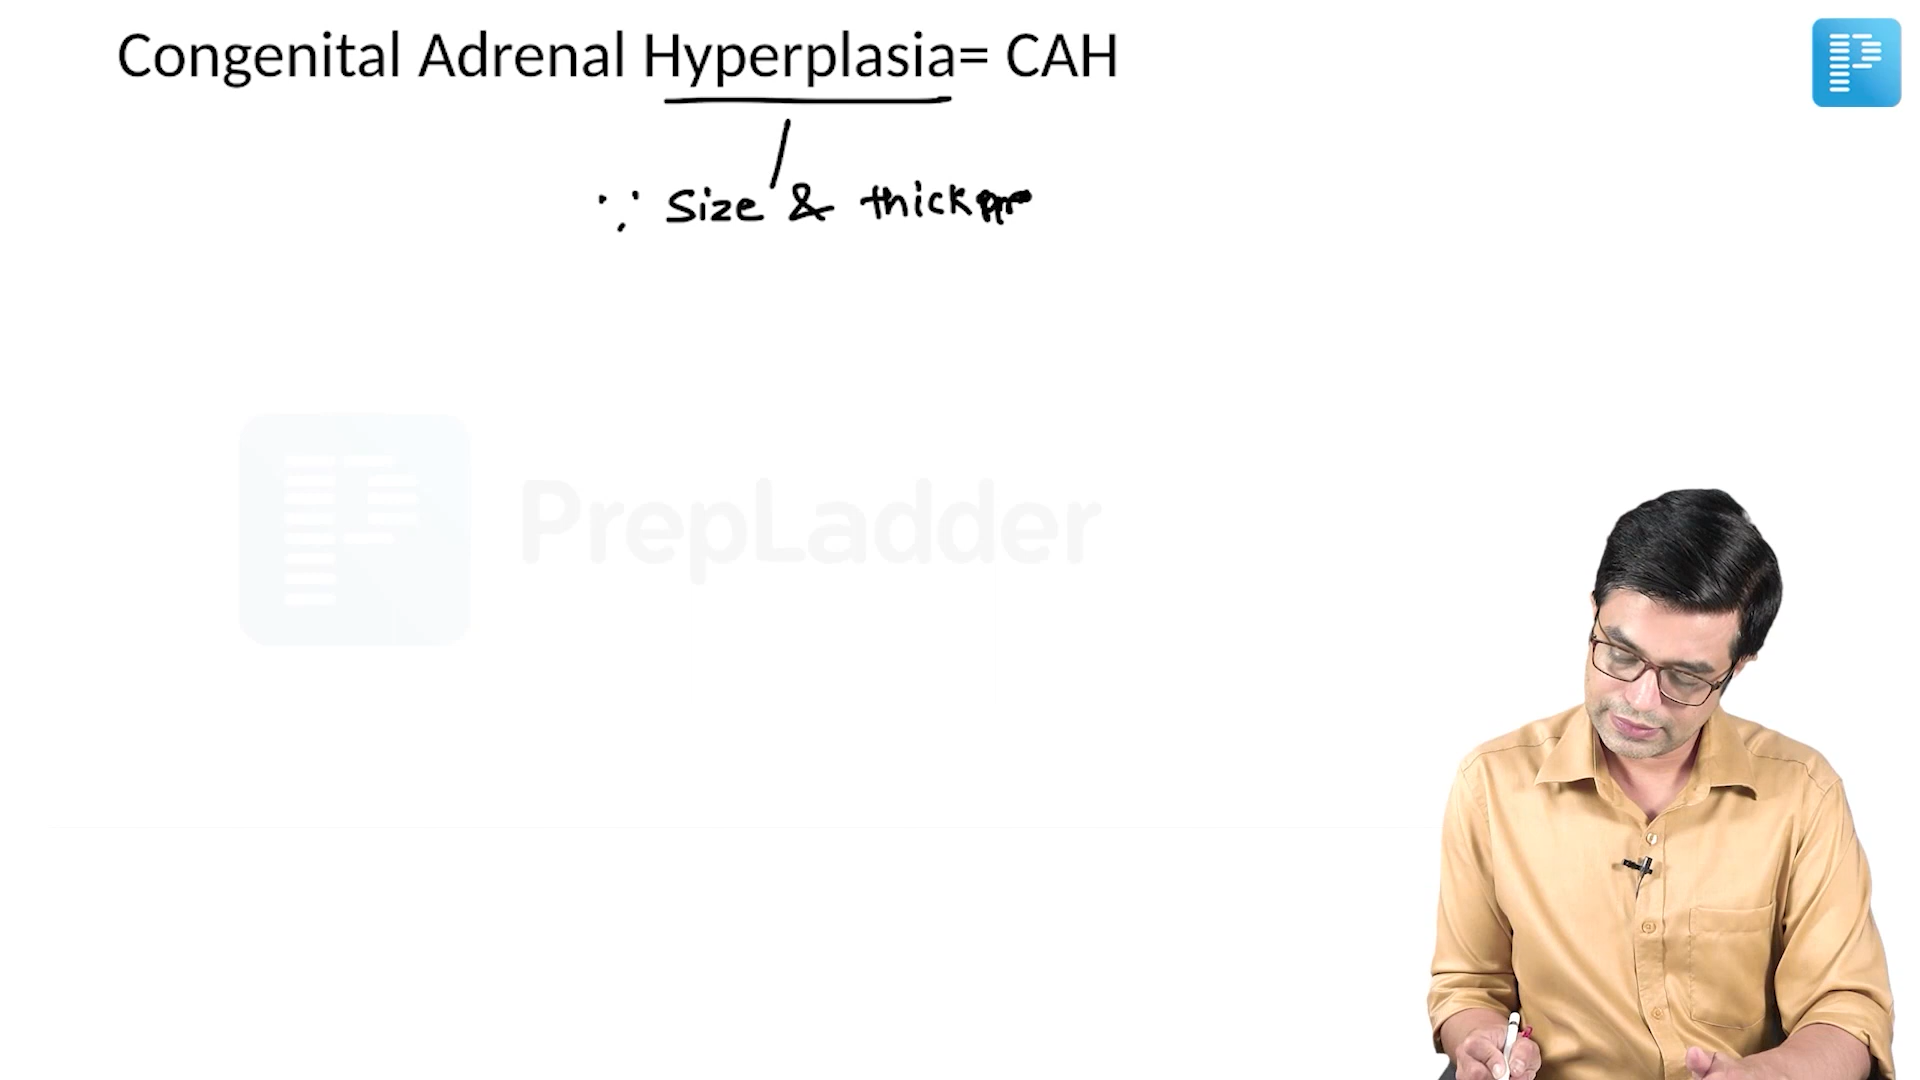 Congenital Adrenal Hyperplasia= CAH
∵ Size & thick
PrepLadder